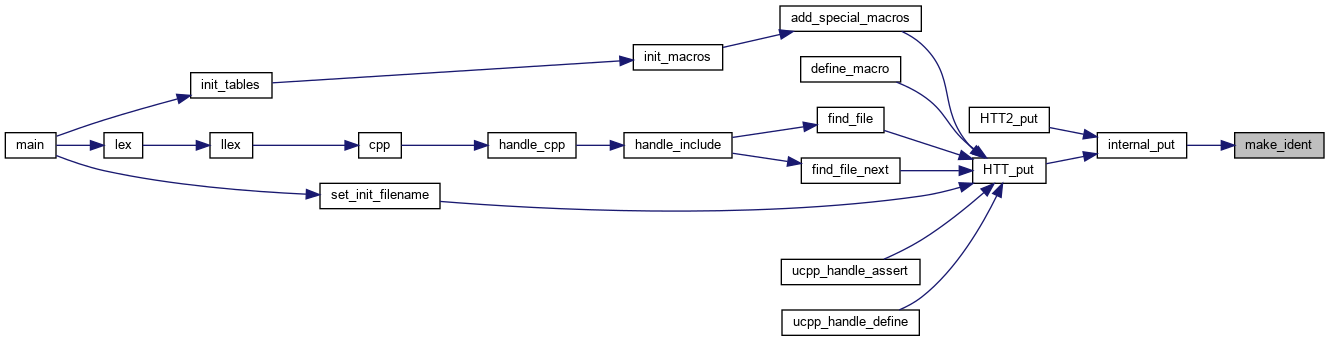 add_special_macros
init_macros
define_macro
init_tables
find_file
HTT2_put
main
lex
llex
cpp
handle_cpp
handle_include
internal_put
make_ident
find_file_next
HTT_put
set_init_filename
ucpp_handle_assert
ucpp_handle_define